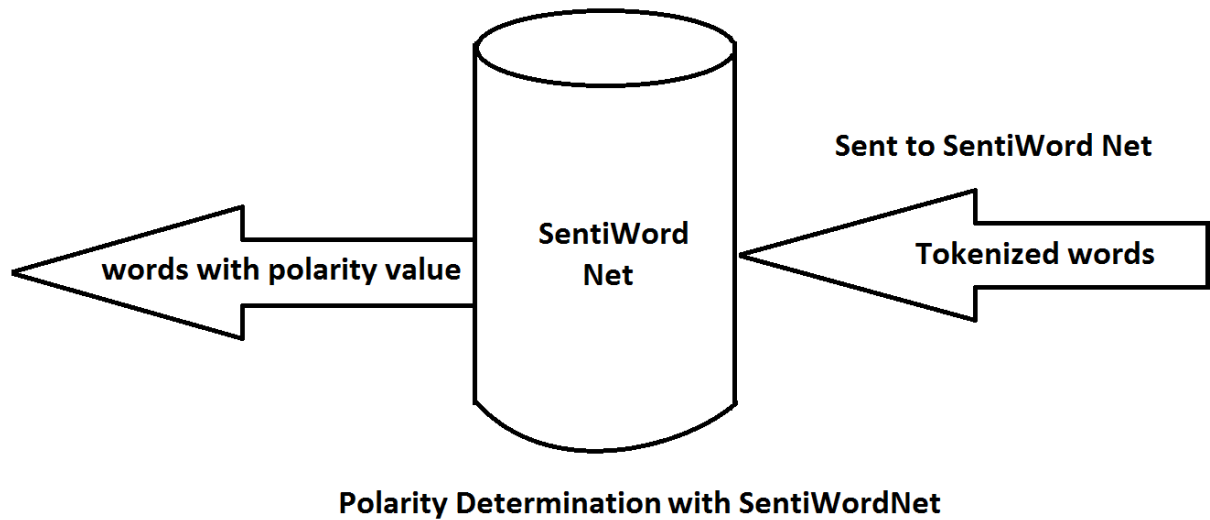 Sent to SentiWord Net
words with polarity value
SentiWord
Net
Tokenized words
Polarity Determination with SentiWordNet